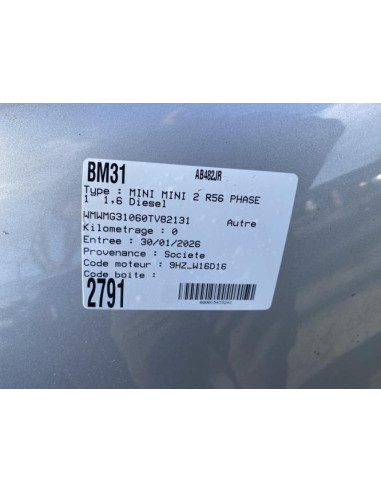 BM31 AB482JR
Type : MINI MINI 2 R56 PHASE
1 1,6 Diesel
WMWMG31060TV82131 Autre
Kilometrage : 0
Entree : 30/01/2026
Provenance : Societe
Code moteur : 9HZ_W16D16
Code boite :
2791